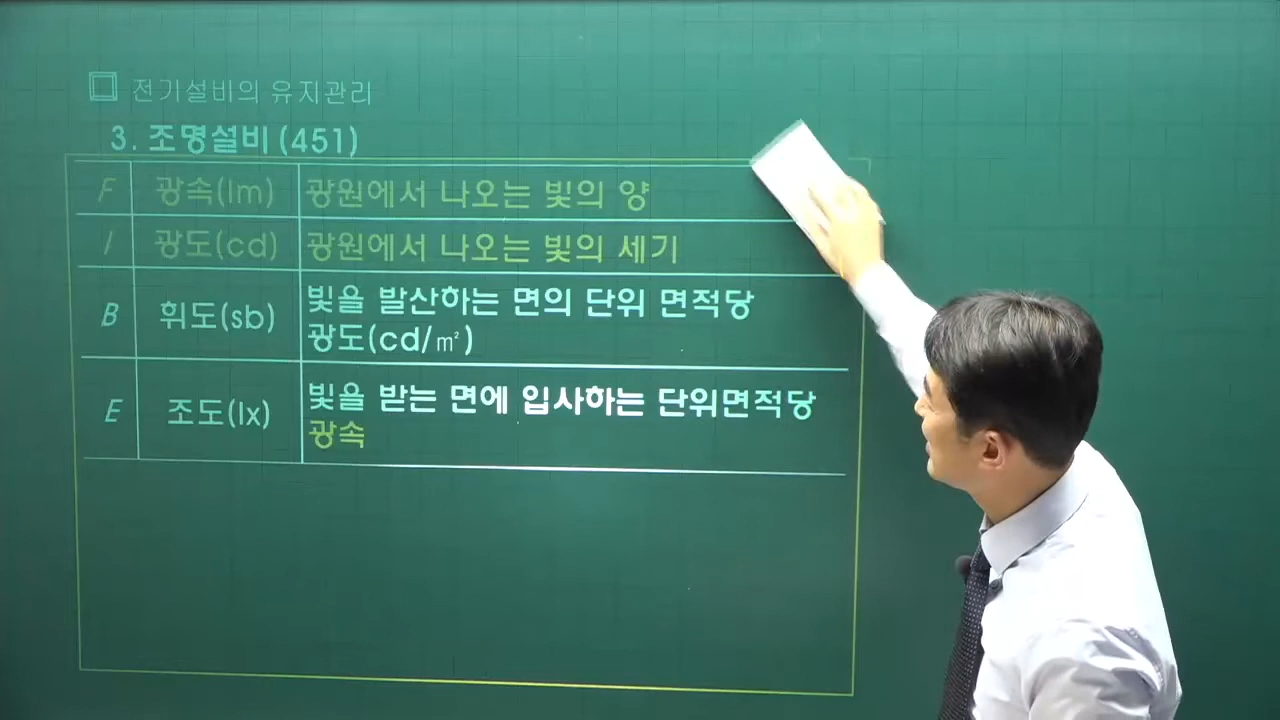 전기설비의 유지관리
3. 조명설비(451)
F 광속(lm) 광원에서 나오는 빛의 양
I 광도(cd) 광원에서 나오는 빛의 세기
B 휘도(sb) 빛을 발산하는 면의 단위 면적당
광도(cd/㎡)
E 조도(lx) 빛을 받는 면에 입사하는 단위면적당
광속